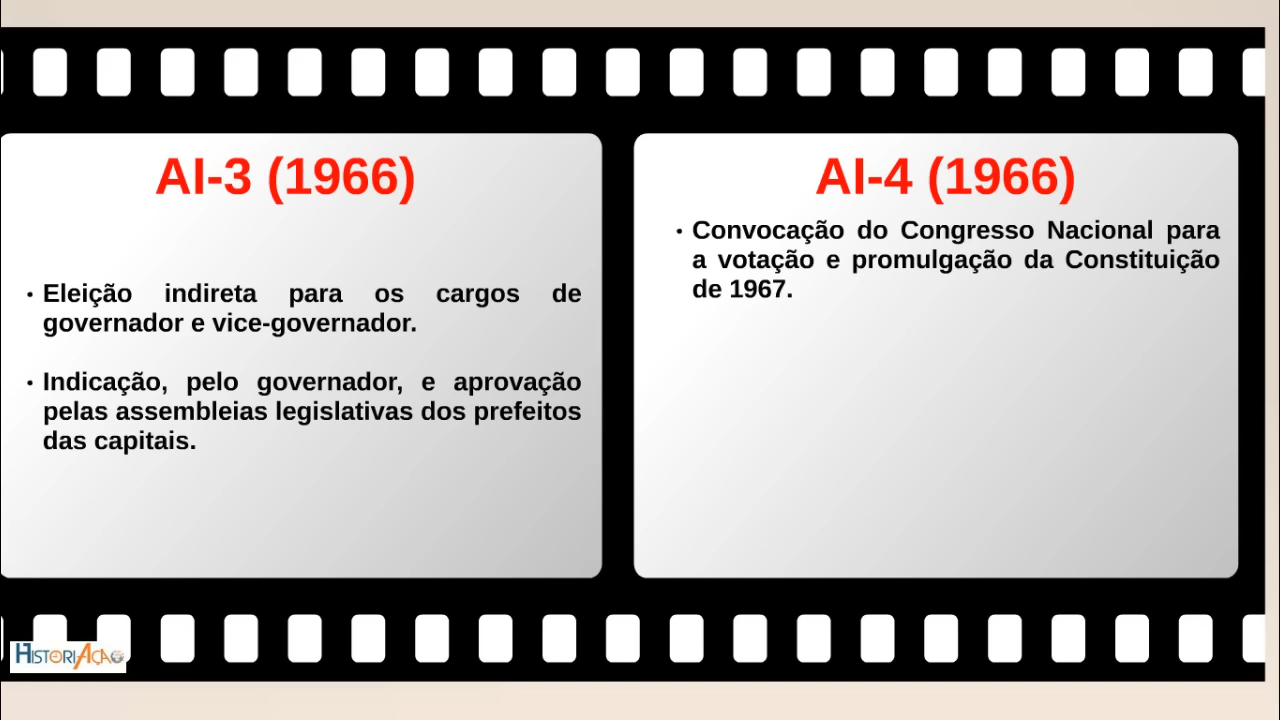 AI-3 (1966)
• Eleição indireta para os cargos de
governador e vice-governador.
• Indicação, pelo governador, e aprovação
pelas assembleias legislativas dos prefeitos
das capitais.
AI-4 (1966)
• Convocação do Congresso Nacional para
a votação e promulgação da Constituição
de 1967.
HISTORIAÇÃO